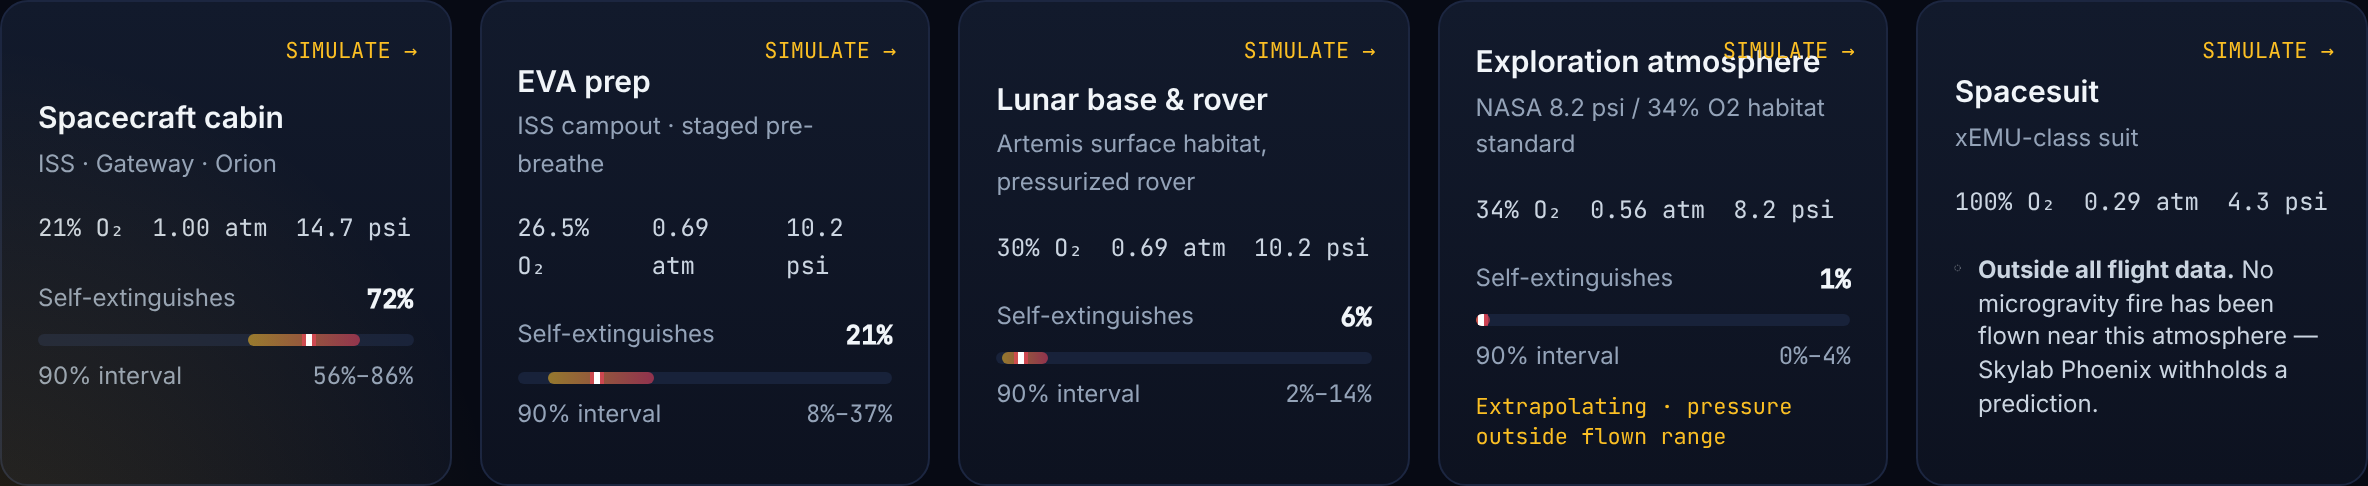 SIMULATE →
Spacecraft cabin
ISS · Gateway · Orion
21% O₂ 1.00 atm 14.7 psi
Self-extinguishes 72%
90% interval 56%–86%
SIMULATE →
EVA prep
ISS campout · staged pre-
breathe
26.5% 0.69 10.2
O₂ atm psi
Self-extinguishes 21%
90% interval 8%–37%
SIMULATE →
Lunar base & rover
Artemis surface habitat,
pressurized rover
30% O₂ 0.69 atm 10.2 psi
Self-extinguishes 6%
90% interval 2%–14%
SIMULATE →
Exploration atmosphere
NASA 8.2 psi / 34% O2 habitat
standard
34% O₂ 0.56 atm 8.2 psi
Self-extinguishes 1%
90% interval 0%–4%
Extrapolating · pressure
outside flown range
SIMULATE →
Spacesuit
xEMU-class suit
100% O₂ 0.29 atm 4.3 psi
Outside all flight data. No
microgravity fire has been
flown near this atmosphere —
Skylab Phoenix withholds a
prediction.